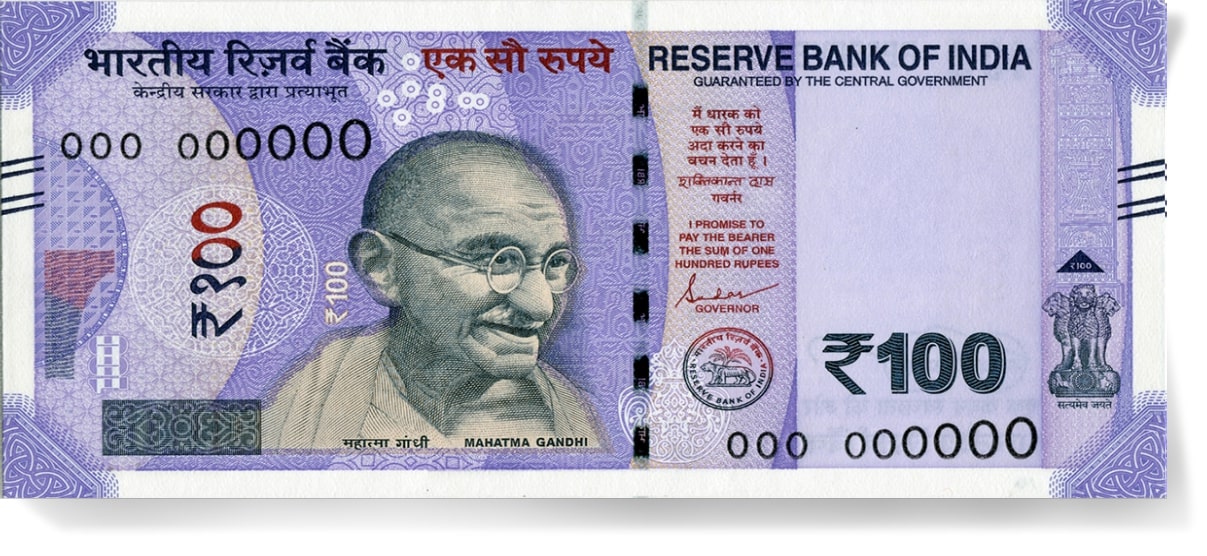 भारतीय रिज़र्व बैंक
केन्द्रीय सरकार द्वारा प्रत्याभूत
एक सौ रुपये
RESERVE BANK OF INDIA
GUARANTEED BY THE CENTRAL GOVERNMENT
000 000000
₹१००
₹100
मैं धारक को
एक सौ रुपये
अदा करने का
वचन देता हूँ ।
शक्तिकान्त दास
गवर्नर
I PROMISE TO
PAY THE BEARER
THE SUM OF ONE
HUNDRED RUPEES
GOVERNOR
भारतीय रिज़र्व बैंक
RESERVE BANK OF INDIA
₹100
₹100
सत्यमेव जयते
महात्मा गांधी
MAHATMA GANDHI
000 000000